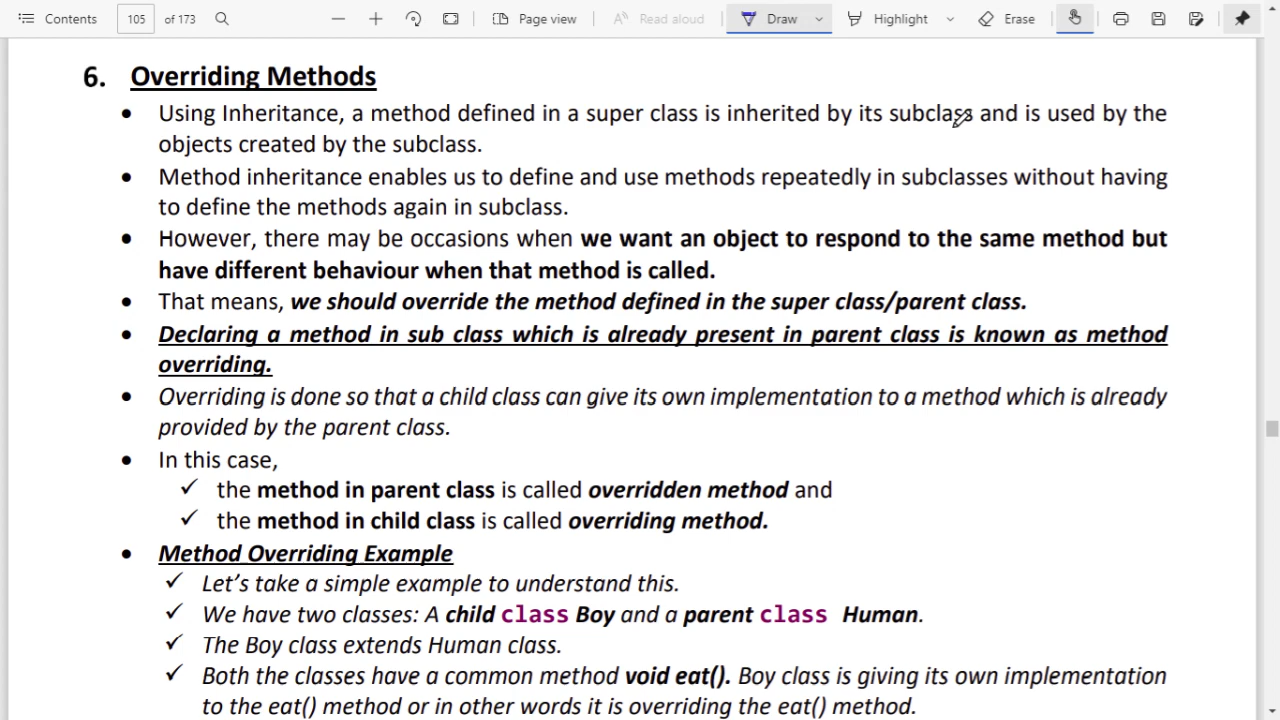 Contents 105 of 173 Page view Read aloud Draw Highlight Erase
6. Overriding Methods
• Using Inheritance, a method defined in a super class is inherited by its subclass and is used by the
objects created by the subclass.
• Method inheritance enables us to define and use methods repeatedly in subclasses without having
to define the methods again in subclass.
• However, there may be occasions when we want an object to respond to the same method but
have different behaviour when that method is called.
• That means, we should override the method defined in the super class/parent class.
• Declaring a method in sub class which is already present in parent class is known as method
overriding.
• Overriding is done so that a child class can give its own implementation to a method which is already
provided by the parent class.
• In this case,
✓ the method in parent class is called overridden method and
✓ the method in child class is called overriding method.
• Method Overriding Example
✓ Let’s take a simple example to understand this.
✓ We have two classes: A child class Boy and a parent class Human.
✓ The Boy class extends Human class.
✓ Both the classes have a common method void eat(). Boy class is giving its own implementation
to the eat() method or in other words it is overriding the eat() method.